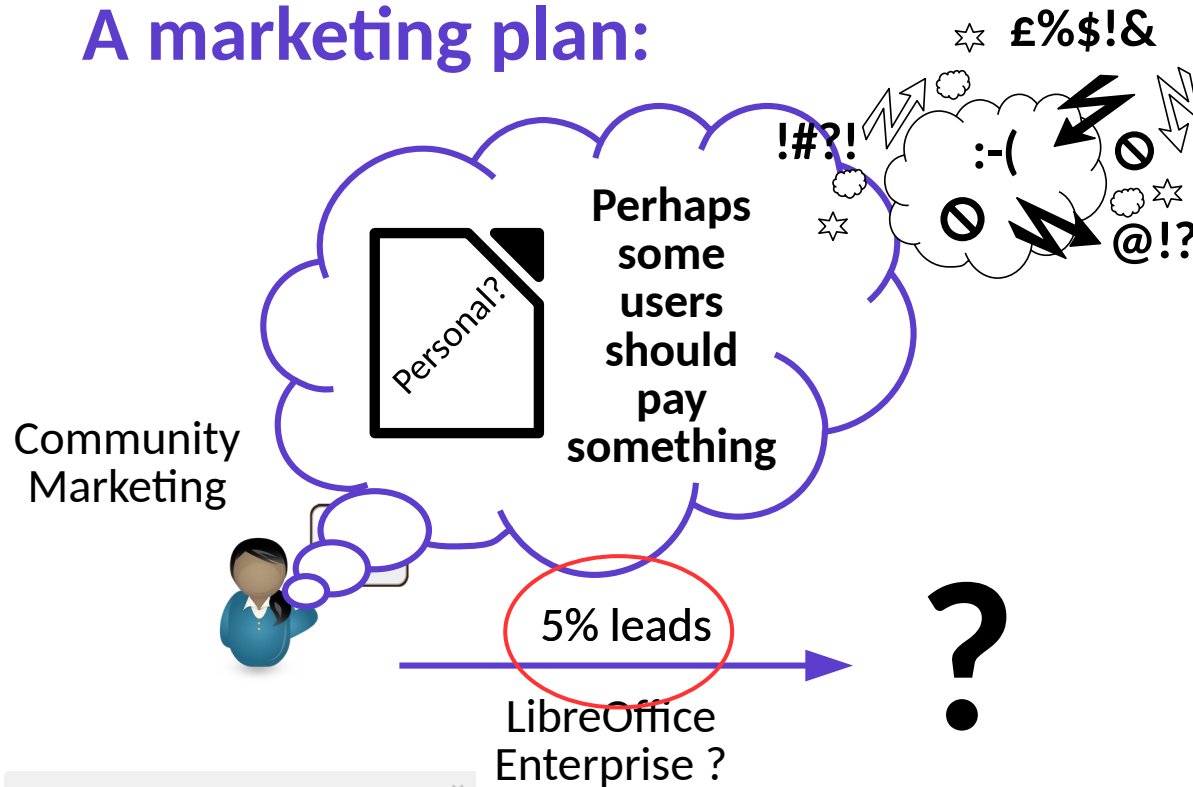 A marketing plan:
£%$!&
!#?!
:-(
@!?
Perhaps
some
users
should
pay
something
Personal?
Community
Marketing
5% leads
?
LibreOffice
Enterprise ?